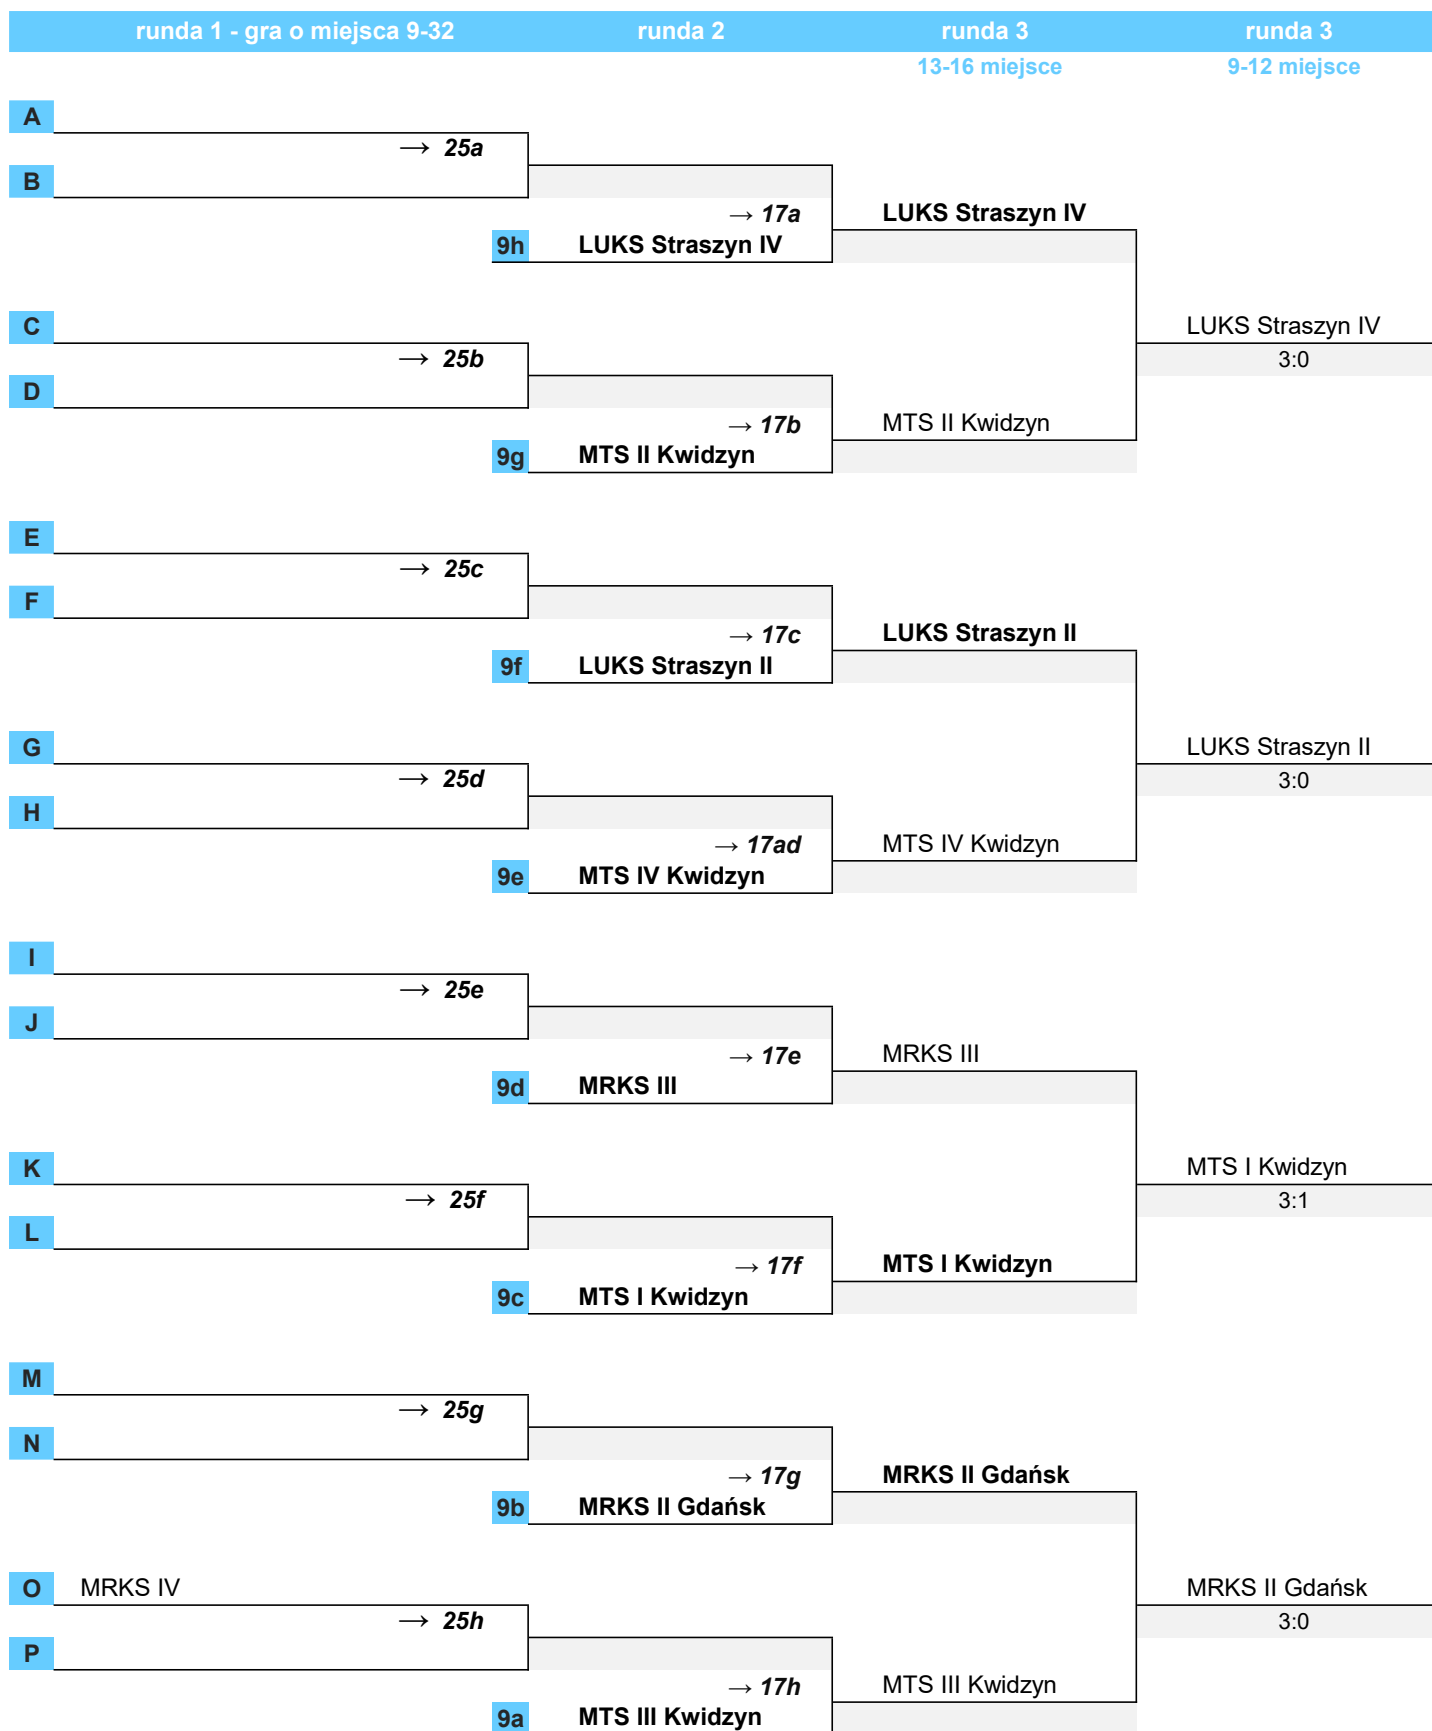 runda 1 - gra o miejsca 9-32 runda 2 runda 3 runda 3
13-16 miejsce 9-12 miejsce
A
→ 25a
B
→ 17a LUKS Straszyn IV
9h LUKS Straszyn IV
C LUKS Straszyn IV
→ 25b 3:0
D
→ 17b MTS II Kwidzyn
9g MTS II Kwidzyn
E
→ 25c
F
→ 17c LUKS Straszyn II
9f LUKS Straszyn II
G LUKS Straszyn II
→ 25d 3:0
H
→ 17ad MTS IV Kwidzyn
9e MTS IV Kwidzyn
I
→ 25e
J
→ 17e MRKS III
9d MRKS III
K MTS I Kwidzyn
→ 25f 3:1
L
→ 17f MTS I Kwidzyn
9c MTS I Kwidzyn
M
→ 25g
N
→ 17g MRKS II Gdańsk
9b MRKS II Gdańsk
O MRKS IV MRKS II Gdańsk
→ 25h 3:0
P
→ 17h MTS III Kwidzyn
9a MTS III Kwidzyn